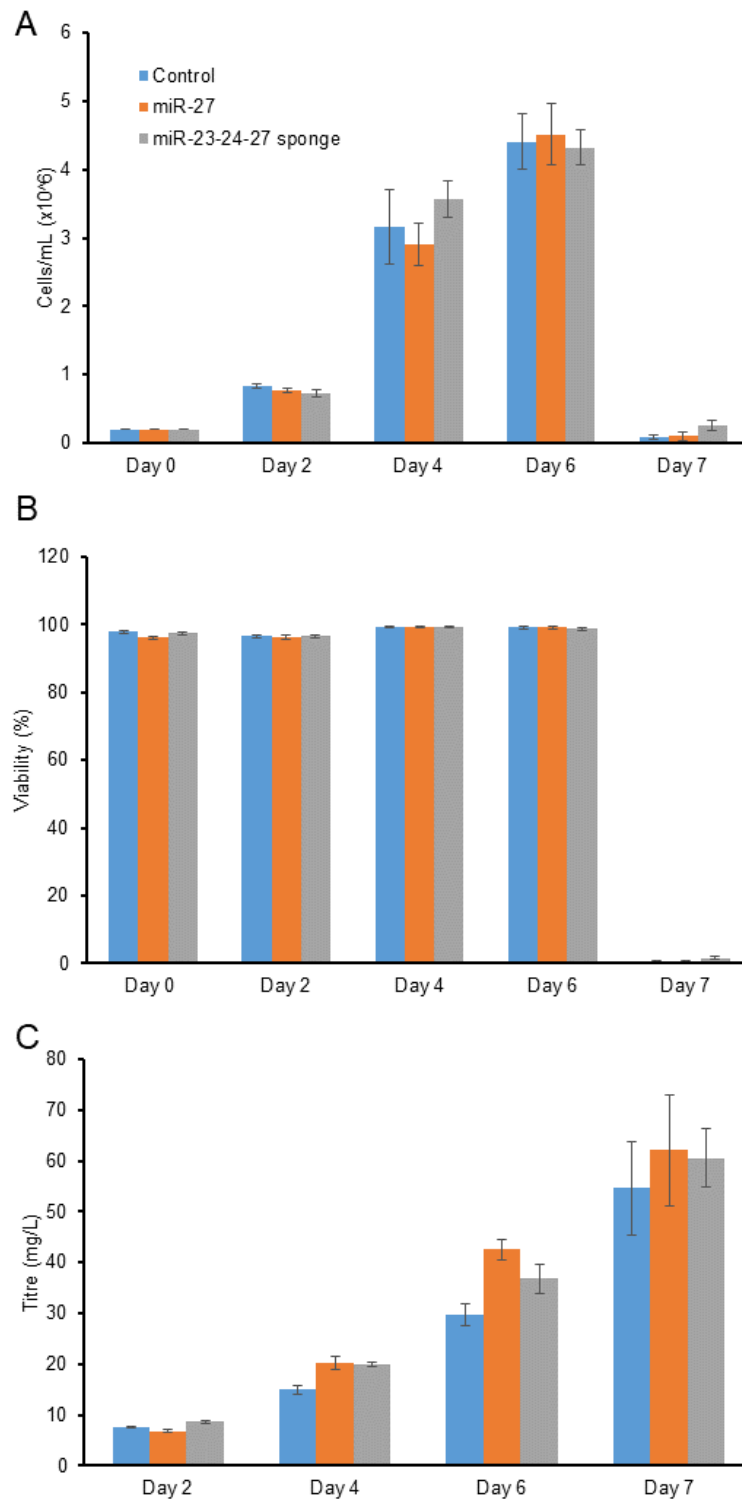 A
6
5
4
3
2
1
0
Cells/mL (x10^6)
Control
miR-27
miR-23-24-27 sponge
Day 0 Day 2 Day 4 Day 6 Day 7
B
120
100
80
60
40
20
0
Viability (%)
Day 0 Day 2 Day 4 Day 6 Day 7
C
80
70
60
50
40
30
20
10
0
Titre (mg/L)
Day 2 Day 4 Day 6 Day 7